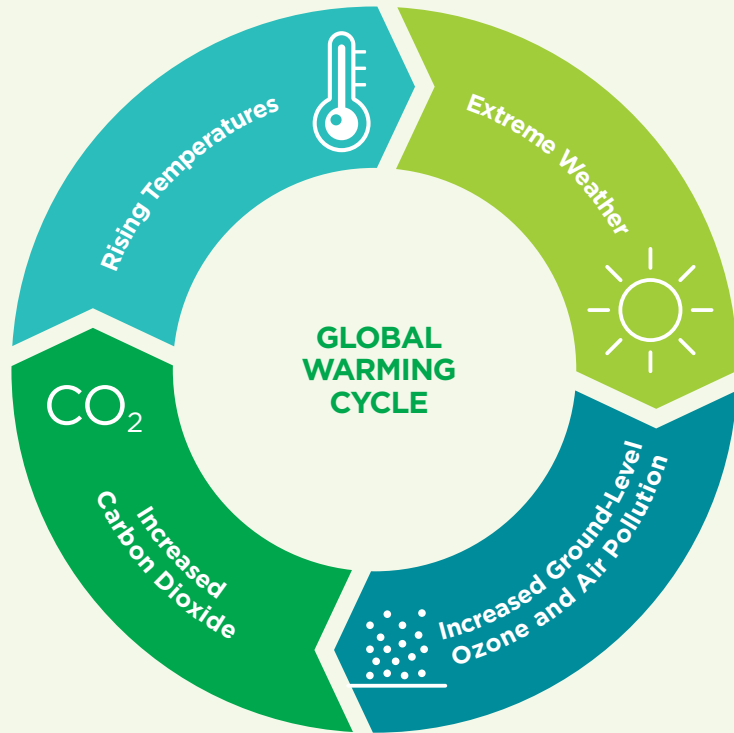 GLOBAL
WARMING
CYCLE
Rising Temperatures
Extreme Weather
Increased Ground-Level
Ozone and Air Pollution
Increased
Carbon Dioxide
CO₂